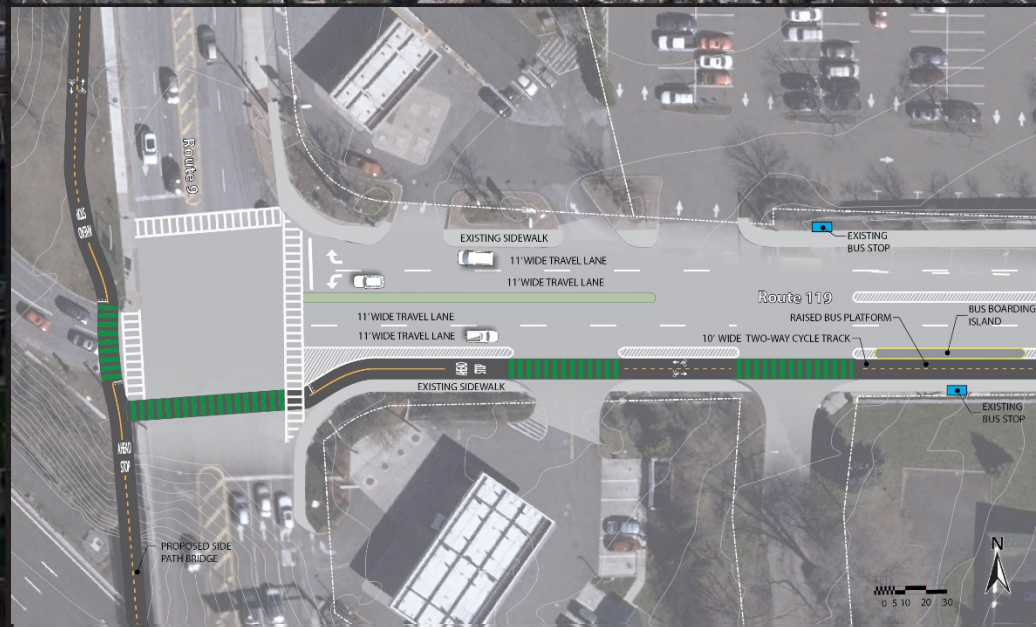 Route 9
STOP
AHEAD
EXISTING SIDEWALK
EXISTING
BUS STOP
11' WIDE TRAVEL LANE
11' WIDE TRAVEL LANE
Route 119
BUS BOARDING
ISLAND
11' WIDE TRAVEL LANE
RAISED BUS PLATFORM
11' WIDE TRAVEL LANE
10' WIDE TWO-WAY CYCLE TRACK
EXISTING SIDEWALK
EXISTING
BUS STOP
AHEAD
STOP
PROPOSED SIDE
PATH BRIDGE
N
0 5 10 20 30